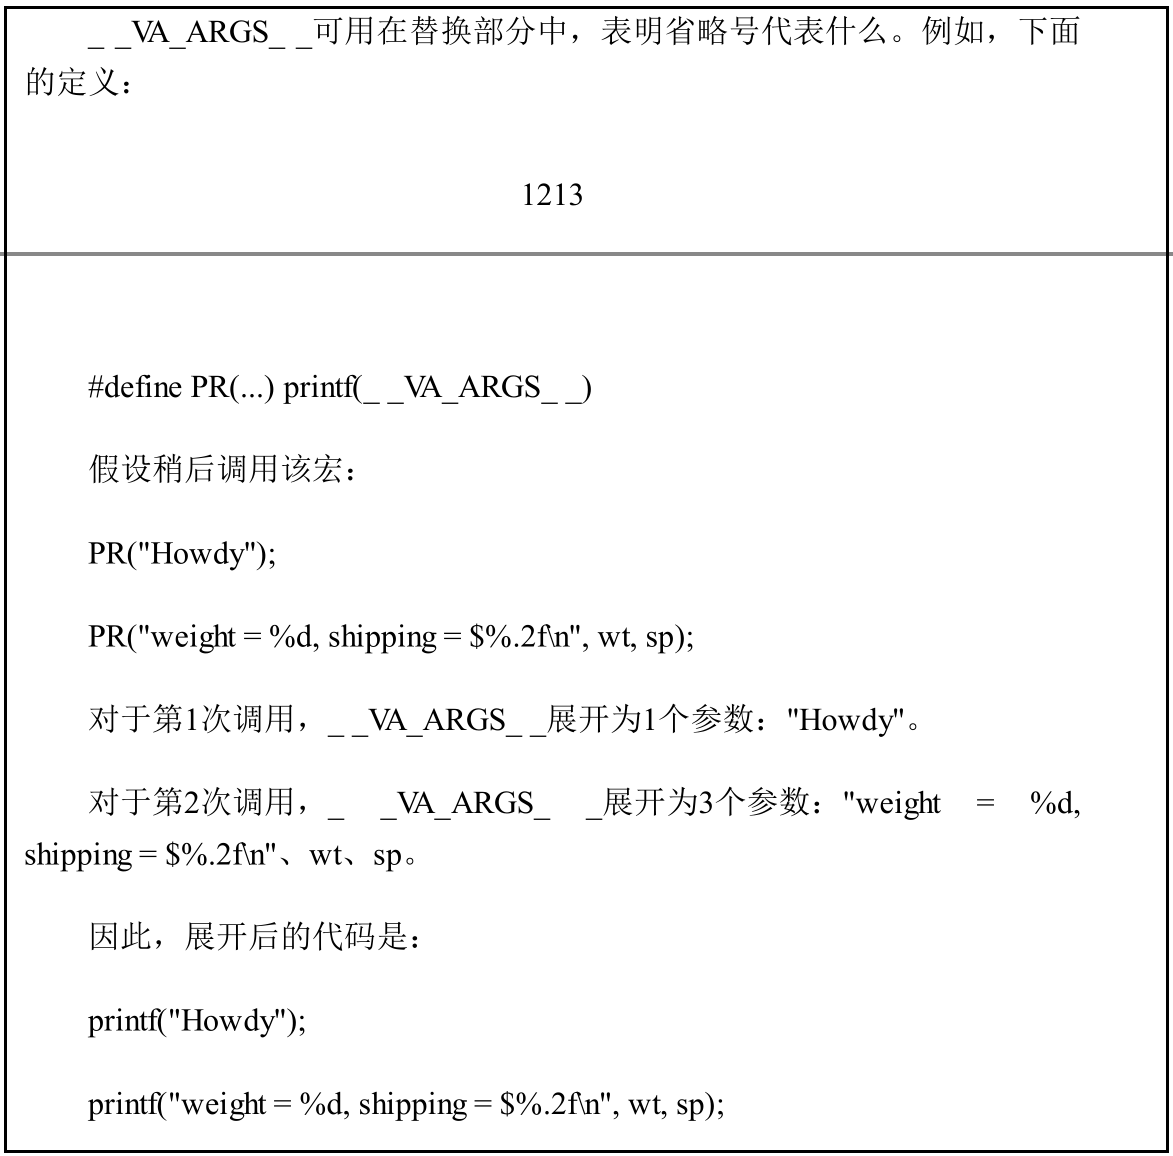 _ _VA_ARGS_ _可用在替换部分中，表明省略号代表什么。例如，下面
的定义：
1213
#define PR(...) printf(_ _VA_ARGS_ _)
假设稍后调用该宏：
PR("Howdy");
PR("weight = %d, shipping = $%.2f\n", wt, sp);
对于第1次调用，_ _VA_ARGS_ _展开为1个参数："Howdy"。
对于第2次调用，_ _VA_ARGS_ _展开为3个参数："weight = %d,
shipping = $%.2f\n"、wt、sp。
因此，展开后的代码是：
printf("Howdy");
printf("weight = %d, shipping = $%.2f\n", wt, sp);